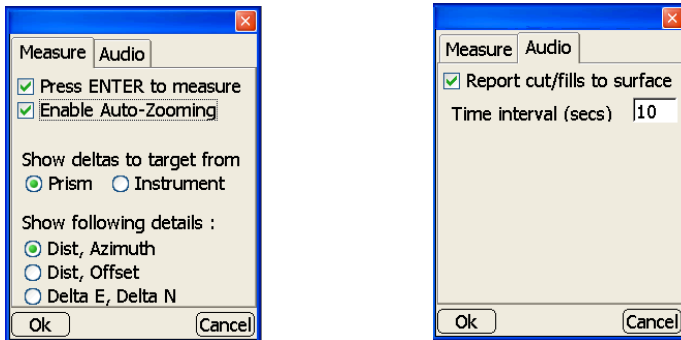 Measure Audio
Press ENTER to measure
Enable Auto-Zooming
Show deltas to target from
Prism Instrument
Show following details :
Dist, Azimuth
Dist, Offset
Delta E, Delta N
Ok Cancel
Measure Audio
Report cut/fills to surface
Time interval (secs) 10
Ok Cancel